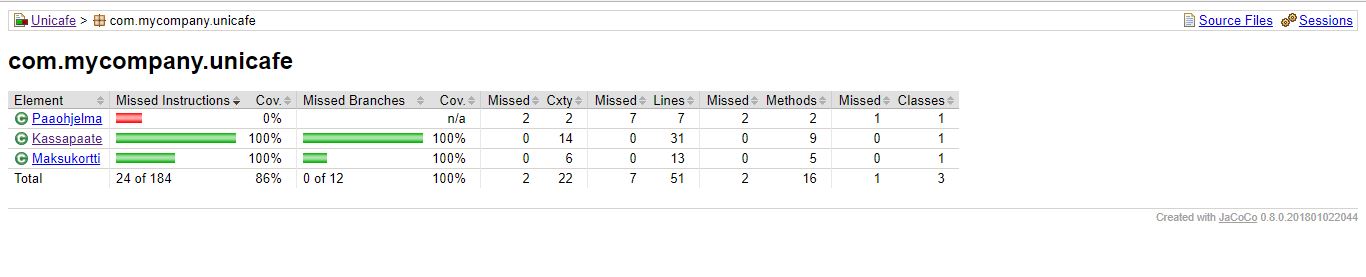 Unicafe > com.mycompany.unicafe Source Files Sessions
com.mycompany.unicafe
Element Missed Instructions Cov. Missed Branches Cov. Missed Cxty Missed Lines Missed Methods Missed Classes
Paaohjelma 0% n/a 2 2 7 7 2 2 1 1
Kassapaate 100% 100% 0 14 0 31 0 9 0 1
Maksukortti 100% 100% 0 6 0 13 0 5 0 1
Total 24 of 184 86% 0 of 12 100% 2 22 7 51 2 16 1 3
Created with JaCoCo 0.8.0.201801022044